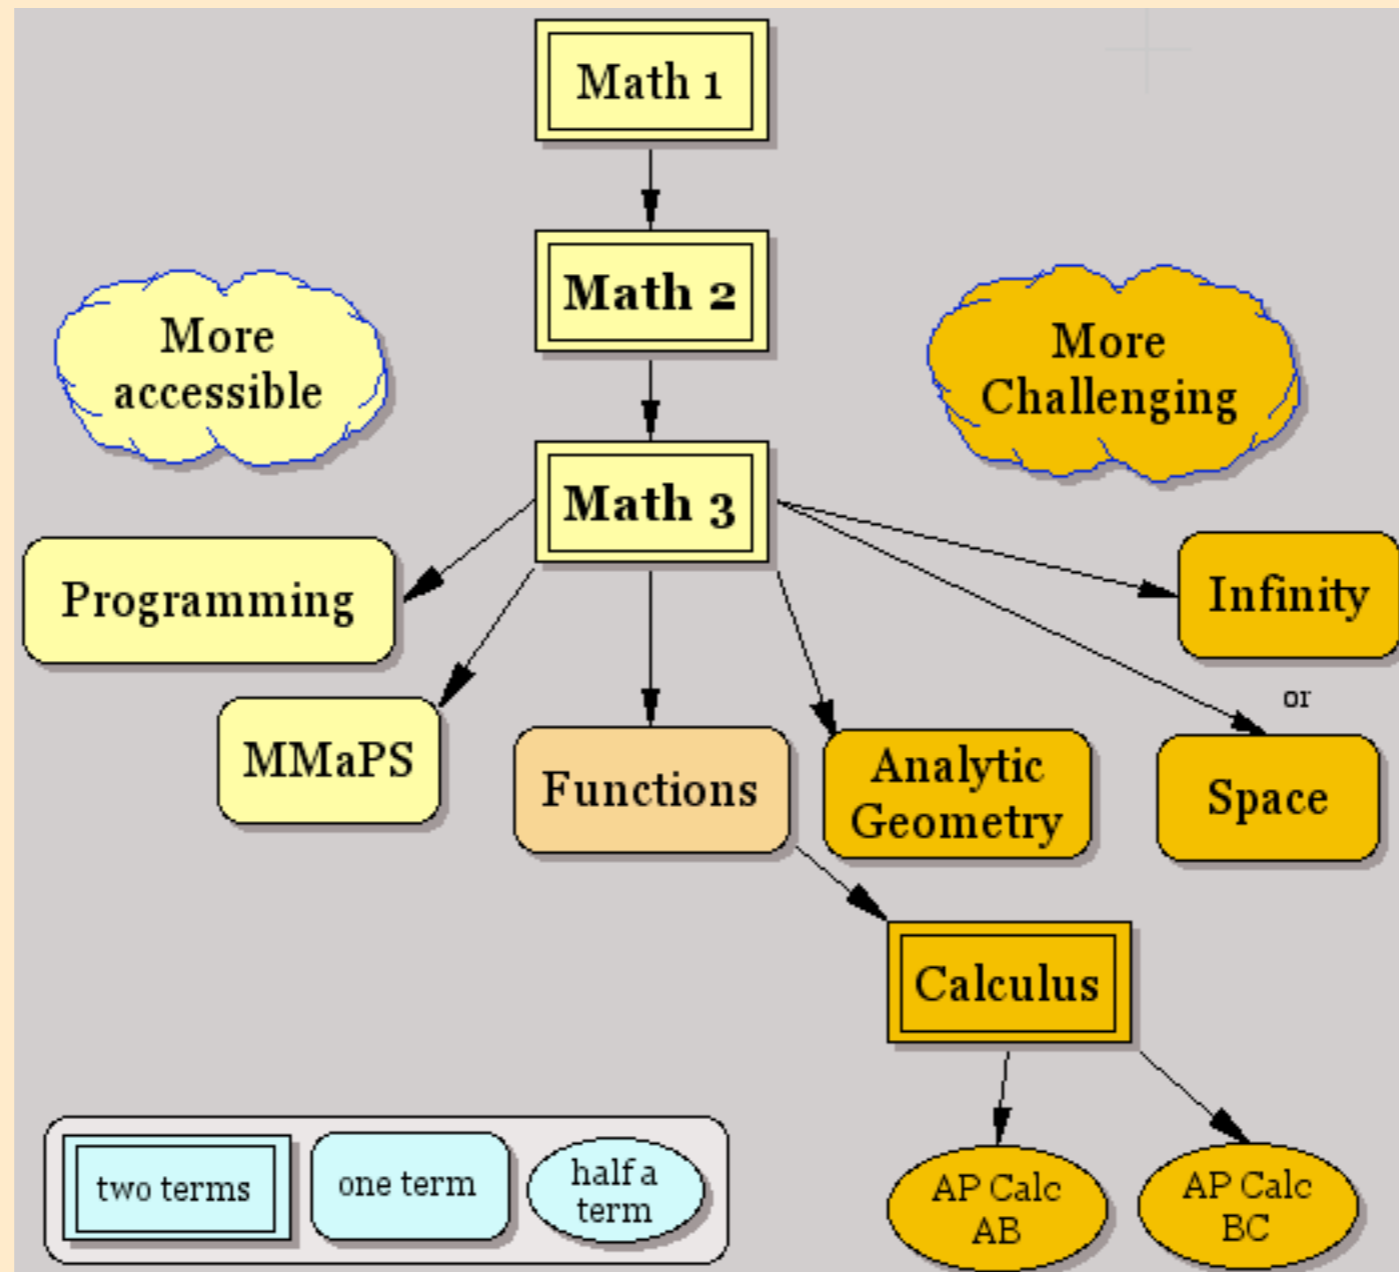 Math 1
Math 2
More
accessible
More
Challenging
Math 3
Programming
Infinity
or
MMaPS
Functions
Analytic
Geometry
Space
Calculus
two terms
one term
half a
term
AP Calc
AB
AP Calc
BC